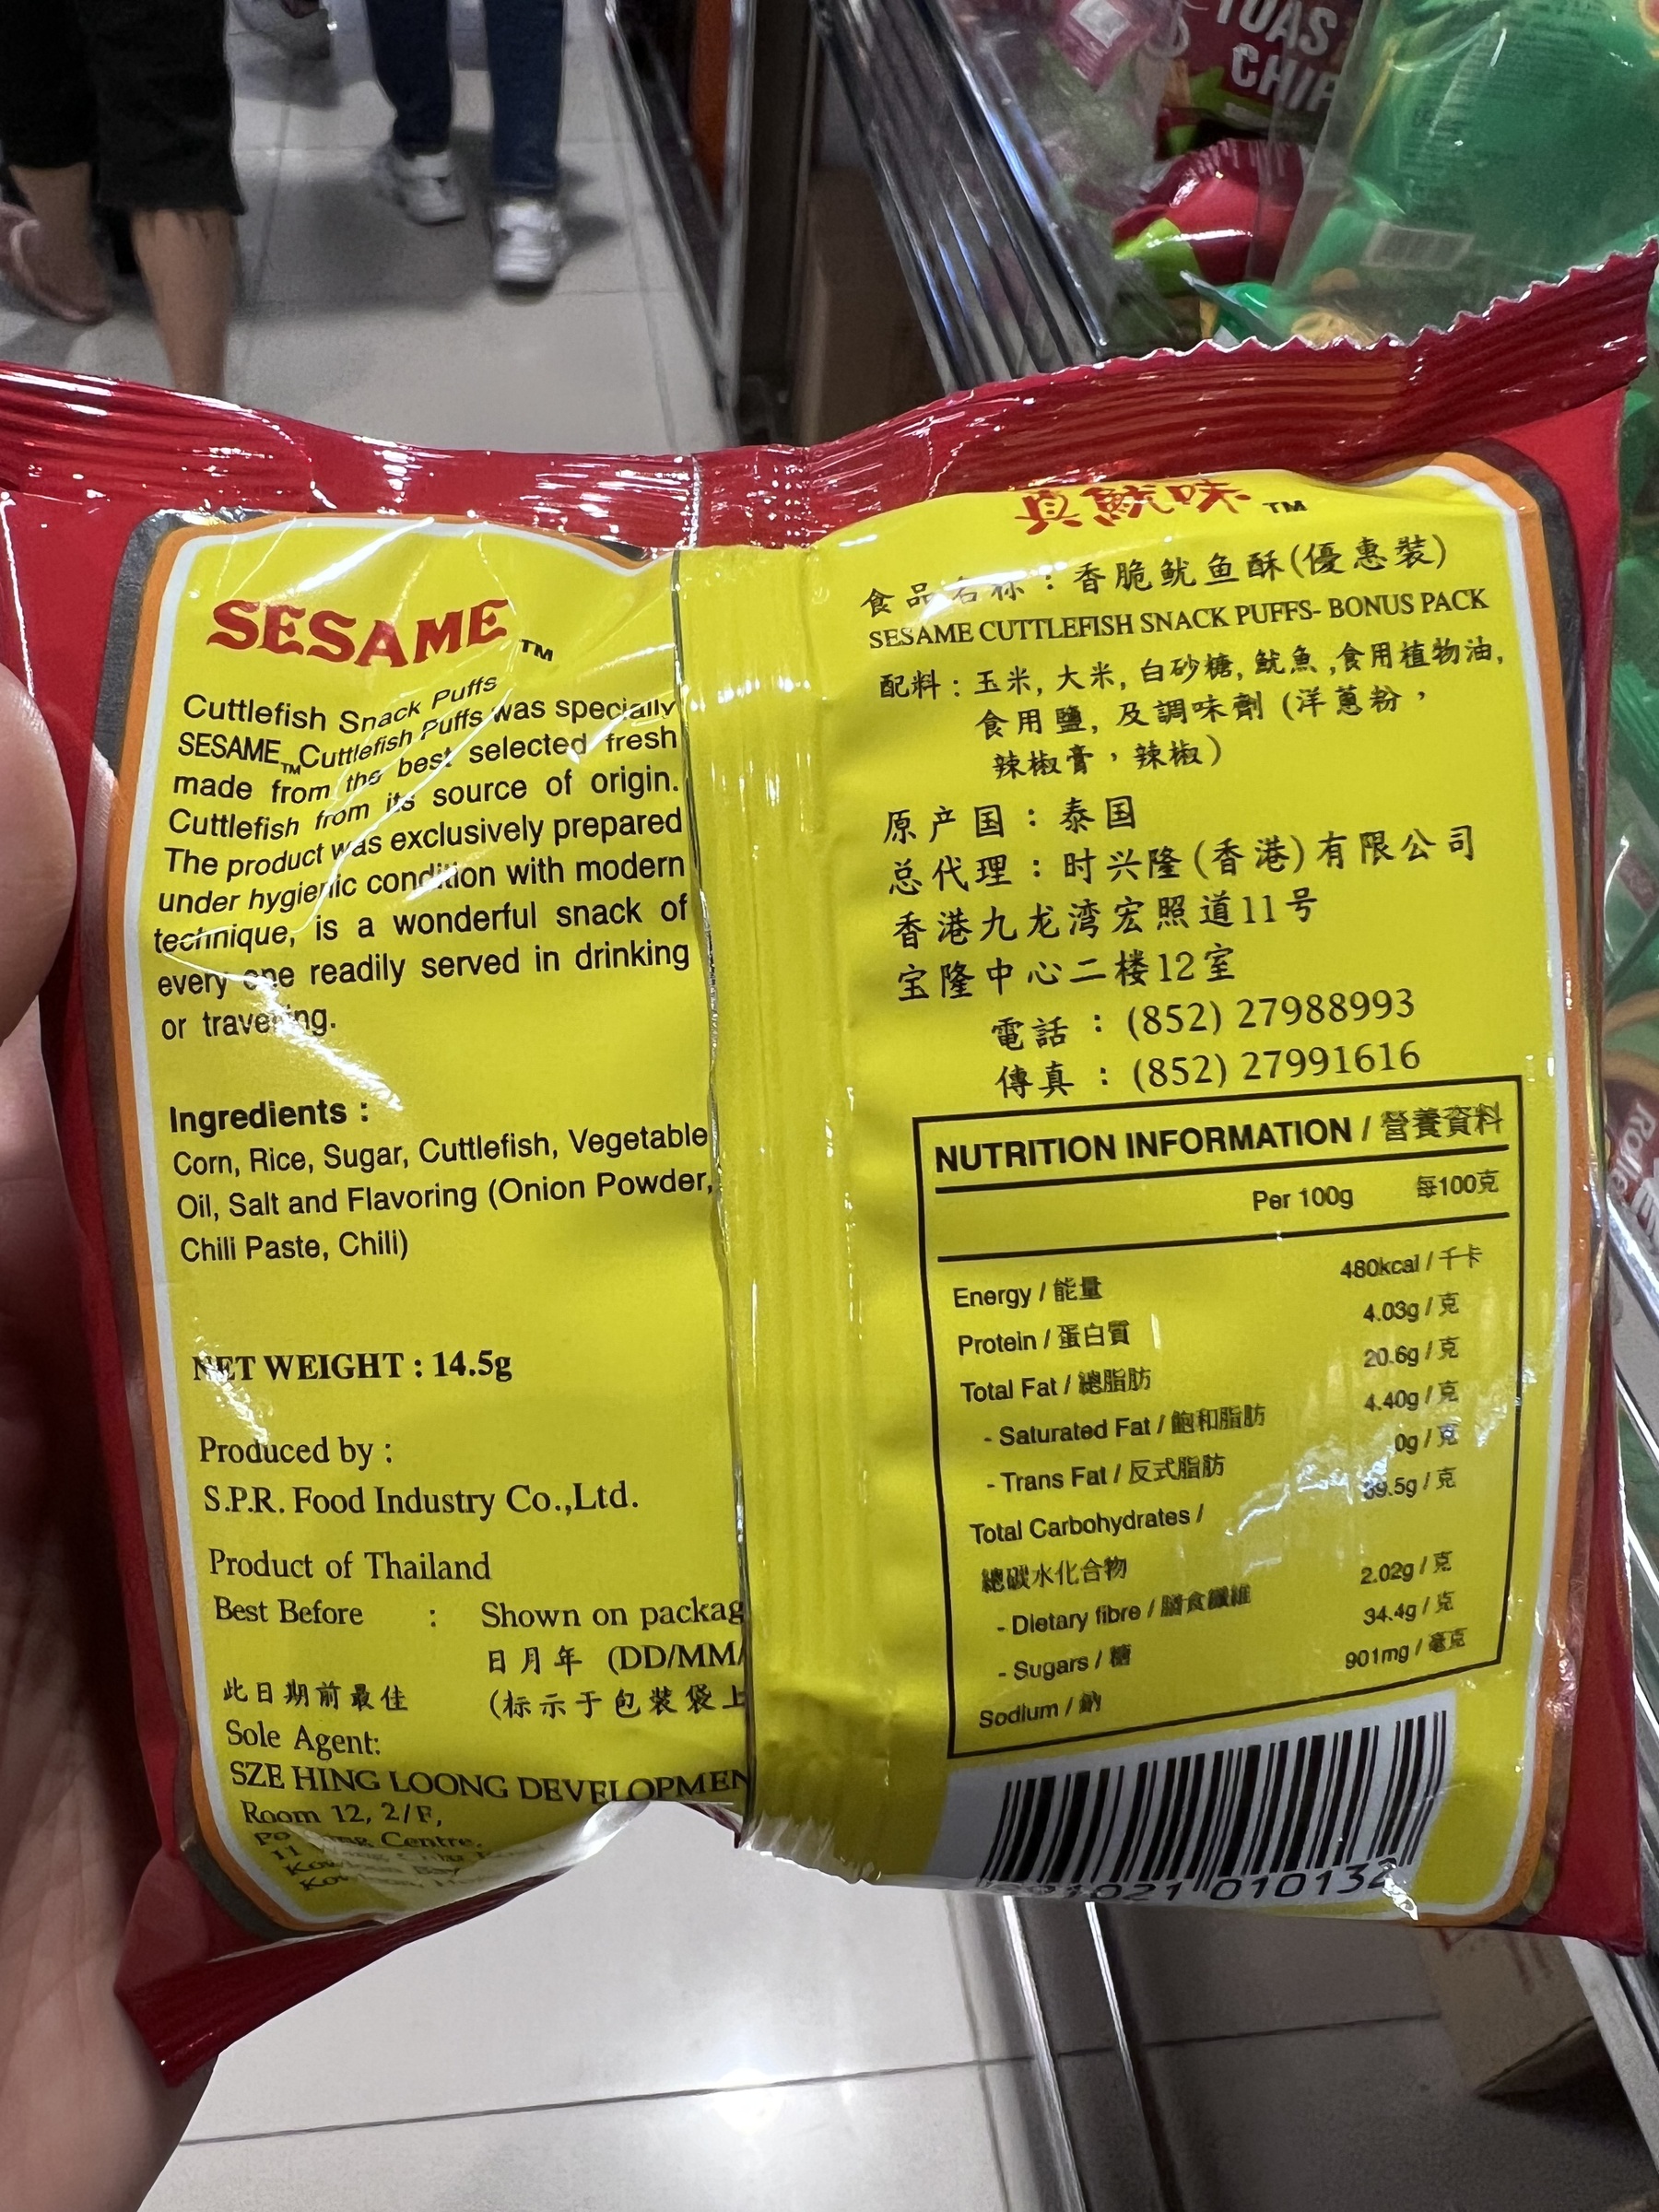 TOAS
CHIP
SESAME™
Cuttlefish Snack Puffs
SESAME™Cuttlefish Puffs was specially
made from the best selected fresh
Cuttlefish from its source of origin.
The product was exclusively prepared
under hygienic condition with modern
technique, is a wonderful snack of
every one readily served in drinking
or traveling.
Ingredients :
Corn, Rice, Sugar, Cuttlefish, Vegetable
Oil, Salt and Flavoring (Onion Powder,
Chili Paste, Chili)
NET WEIGHT : 14.5g
Produced by :
S.P.R. Food Industry Co.,Ltd.
Product of Thailand
Best Before : Shown on packag
日月年 (DD/MM/
此日期前最佳 (标示于包裝袋上
Sole Agent:
SZE HING LOONG DEVELOPMEN
Room 12, 2/F,
Centre,
11
真魷味™
食品名称：香脆鱿鱼酥(優惠裝)
SESAME CUTTLEFISH SNACK PUFFS- BONUS PACK
配料：玉米, 大米, 白砂糖, 魷魚,食用植物油,
食用鹽, 及調味劑 (洋蔥粉，
辣椒膏，辣椒)
原产国：泰国
总代理：时兴隆(香港)有限公司
香港九龙湾宏照道11号
宝隆中心二楼12室
電話：(852) 27988993
傳真：(852) 27991616
NUTRITION INFORMATION / 營養資料
Per 100g 每100克
Energy / 能量 480kcal / 千卡
Protein / 蛋白質 4.03g / 克
Total Fat / 總脂肪 20.6g / 克
- Saturated Fat / 飽和脂肪 4.40g / 克
- Trans Fat / 反式脂肪 0g / 克
Total Carbohydrates / 69.5g / 克
總碳水化合物
- Dietary fibre / 膳食纖維 2.02g / 克
- Sugars / 糖 34.4g / 克
Sodium / 鈉 901mg / 毫克
010132